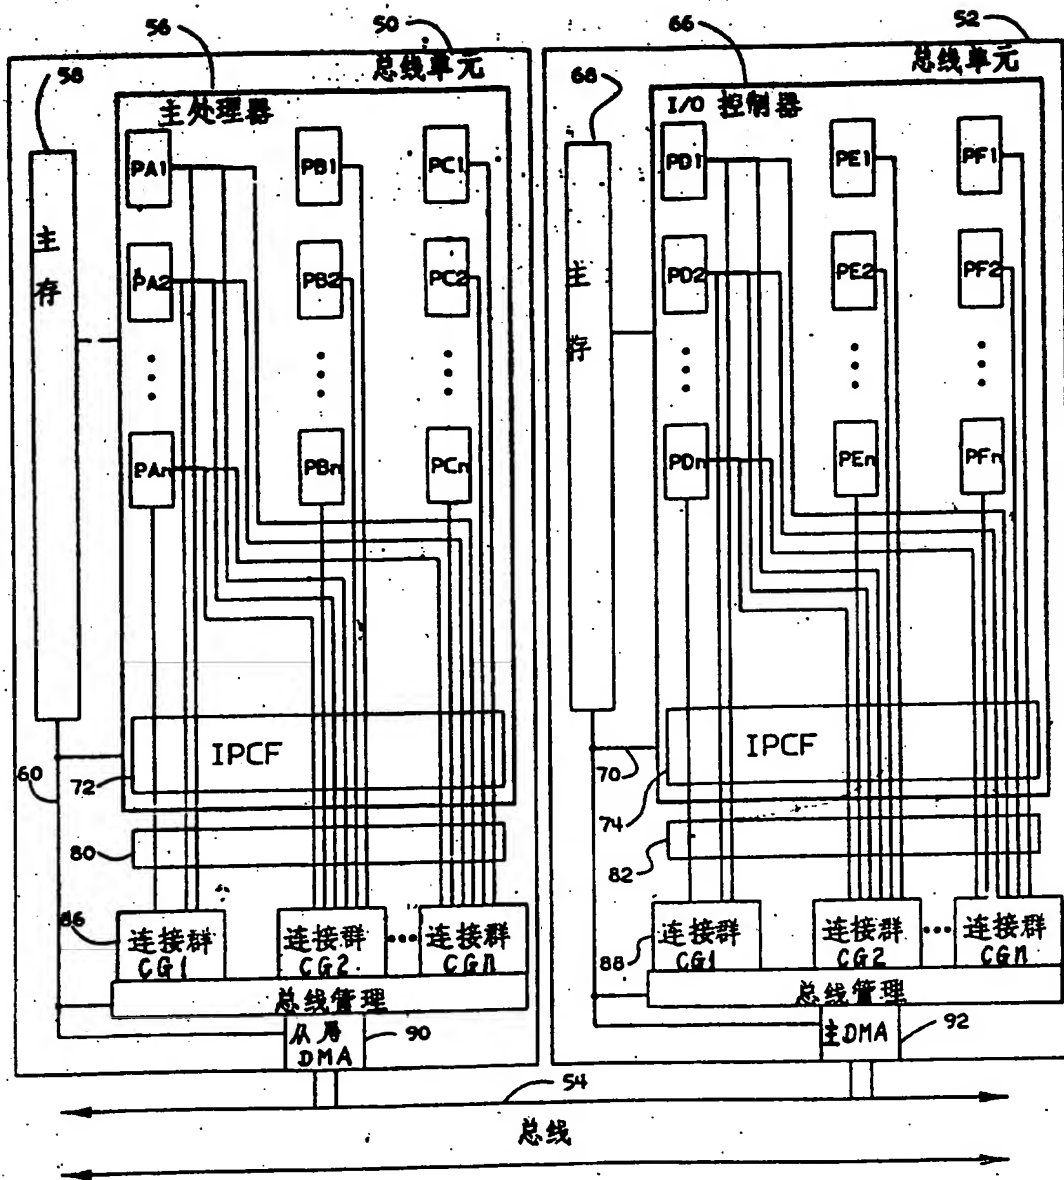 56
50
66
52
总线单元
总线单元
58
主处理器
68
I/O 控制器
主存
PA1
PB1
PC1
PA2
PB2
PC2
PAn
PBn
PCn
主存
PD1
PE1
PF1
PD2
PE2
PF2
PDn
PEn
PFn
IPCF
60
72
IPCF
70
74
80
82
86
连接群
CG1
连接群
CG2
连接群
CGn
88
连接群
CG1
连接群
CG2
连接群
CGn
总线管理
总线管理
从属
DMA
90
主DMA
92
54
总线